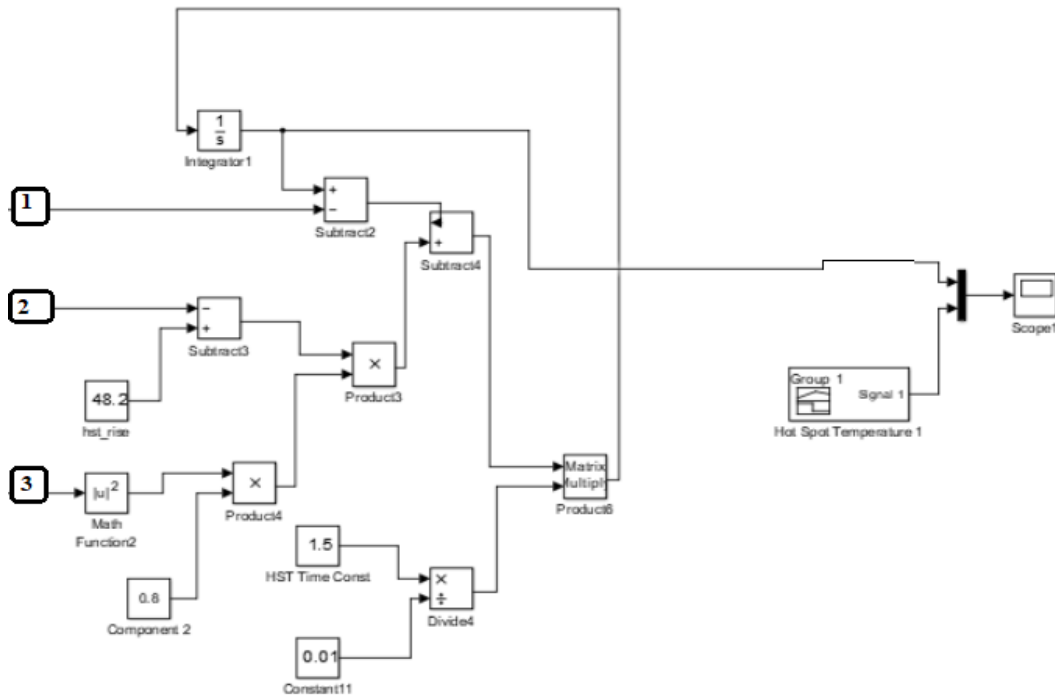 1
s
Integrator1
1
+
−
Subtract2
+
Subtract4
2
−
+
Subtract3
48.2
hst_rise
×
Product3
3
|u|²
Math
Function2
×
Product4
0.8
Component 2
1.5
HST Time Const
×
÷
Divide4
0.01
Constant11
Matrix
Multiply
Product6
Group 1
Signal 1
Hot Spot Temperature 1
Scope1